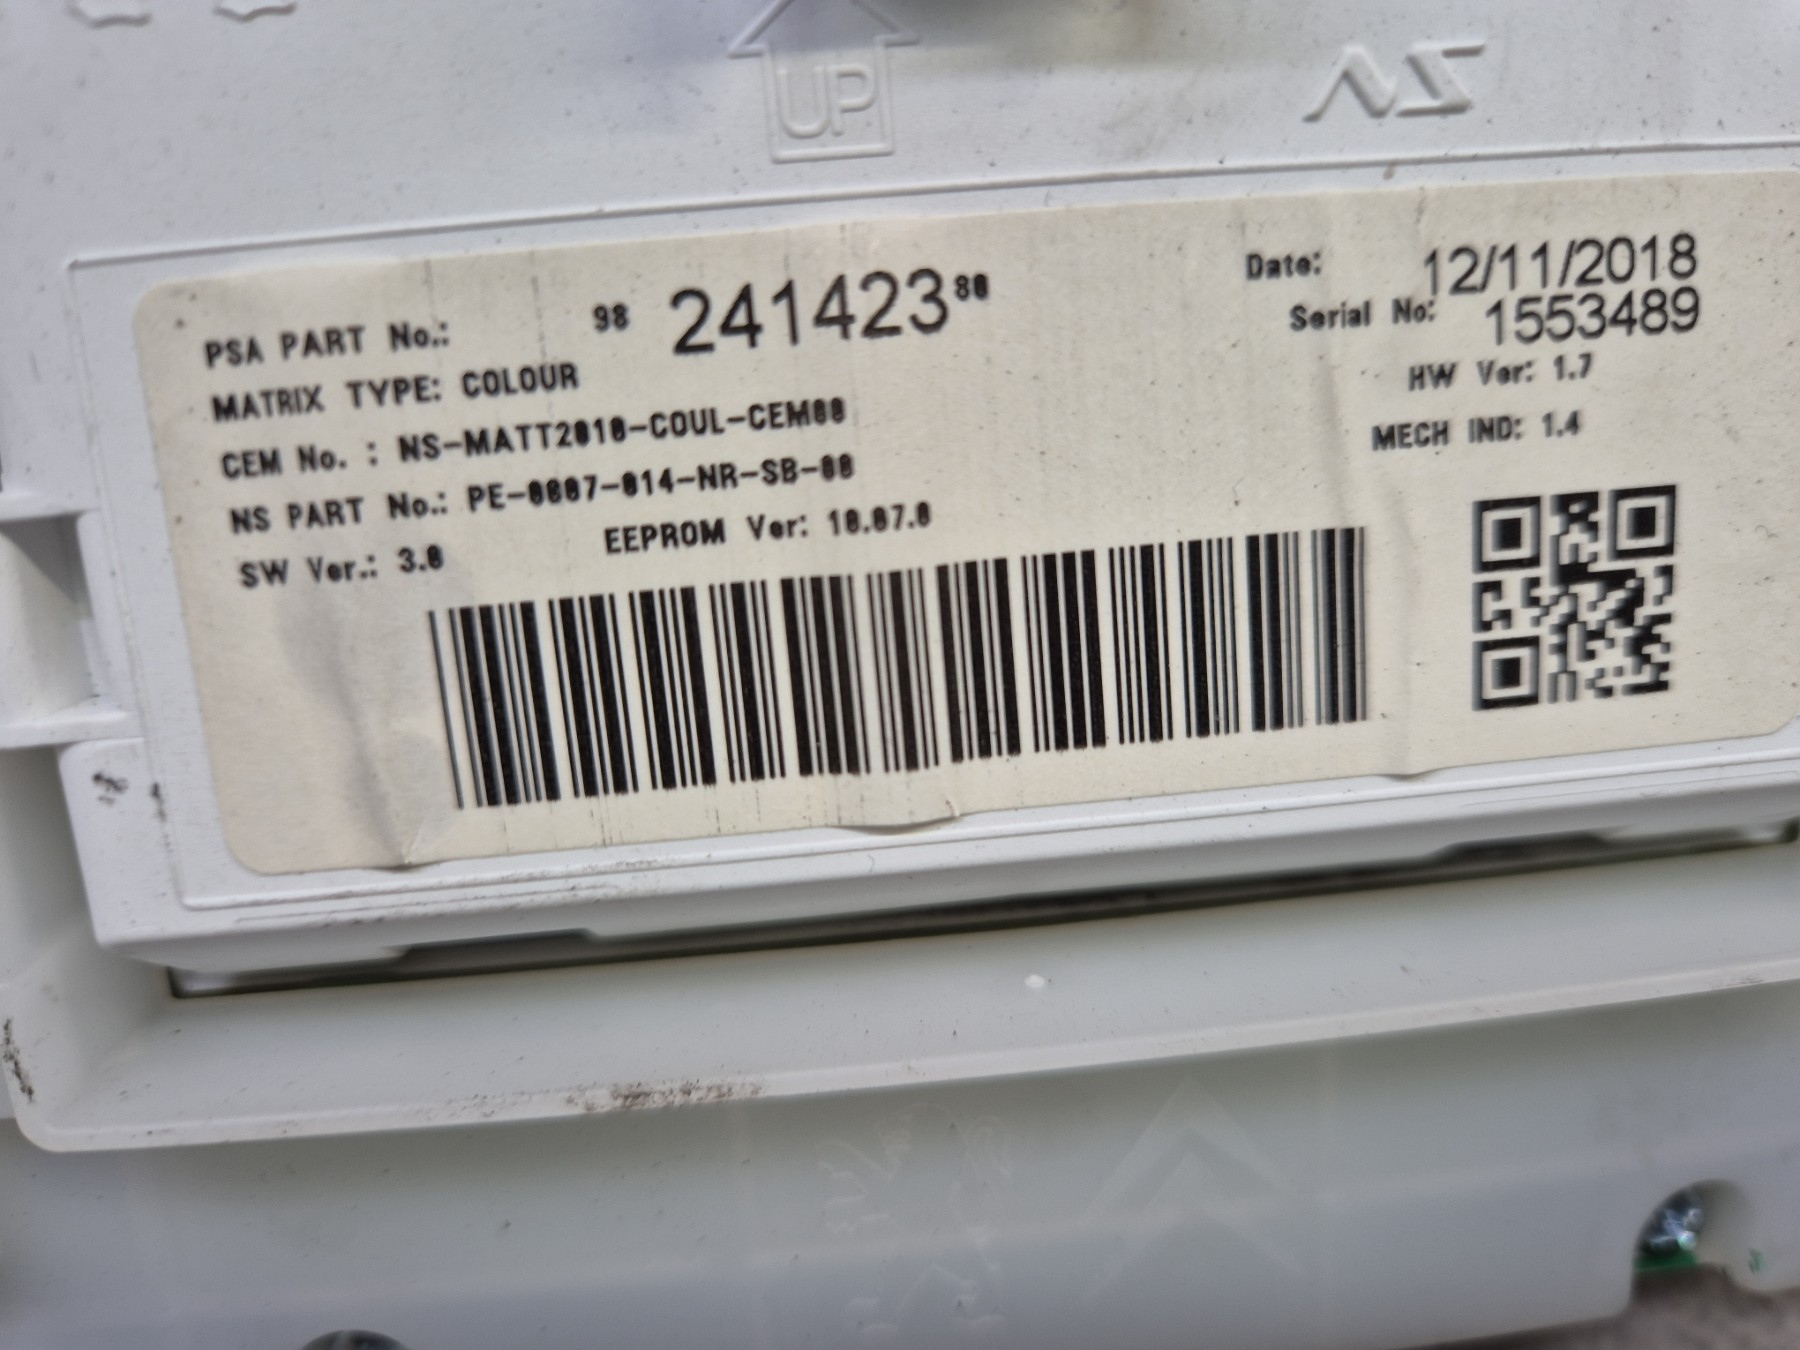 UP
NS
PSA PART No.: 98 241423 80
Date: 12/11/2018
Serial No: 1553489
MATRIX TYPE: COLOUR
HW Ver: 1.7
CEM No. : NS-MATT2010-COUL-CEM00
MECH IND: 1.4
NS PART No.: PE-0007-014-NR-SB-00
SW Ver.: 3.0 EEPROM Ver: 10.07.0